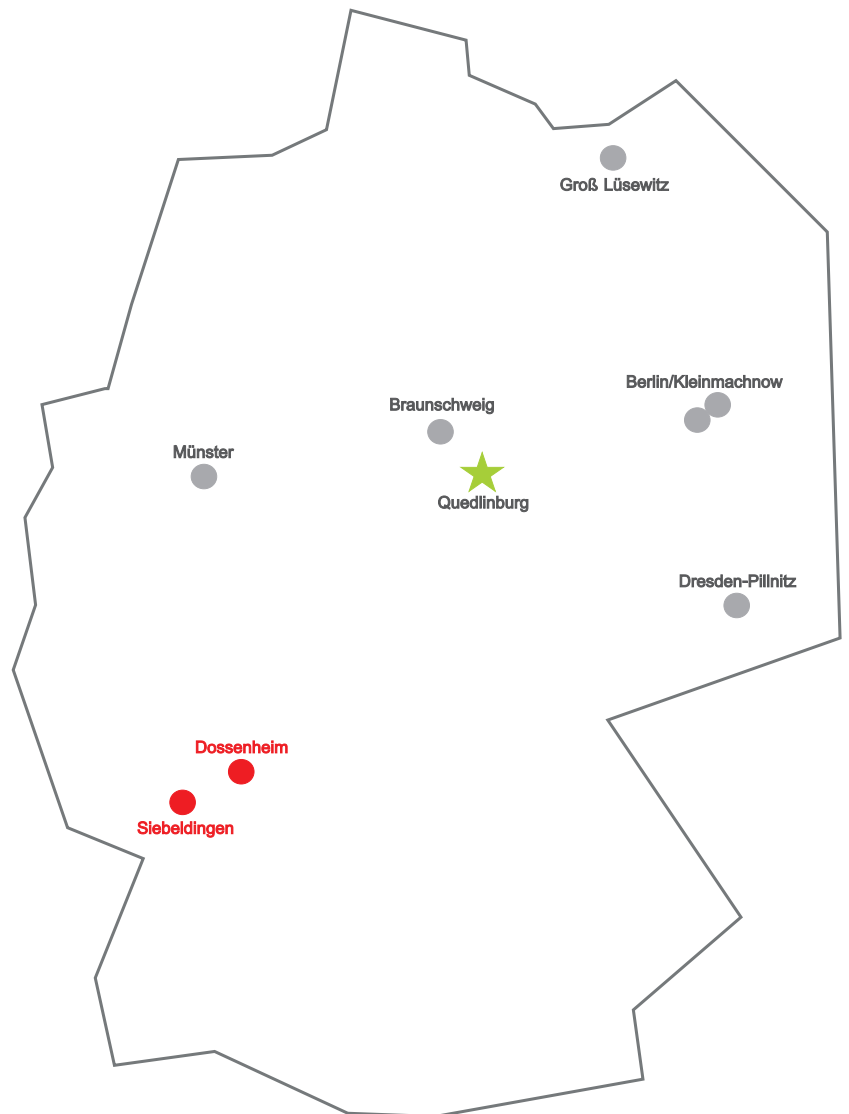 Groß Lüsewitz
Berlin/Kleinmachnow
Braunschweig
Münster
Quedlinburg
Dresden-Pillnitz
Dossenheim
Siebeldingen